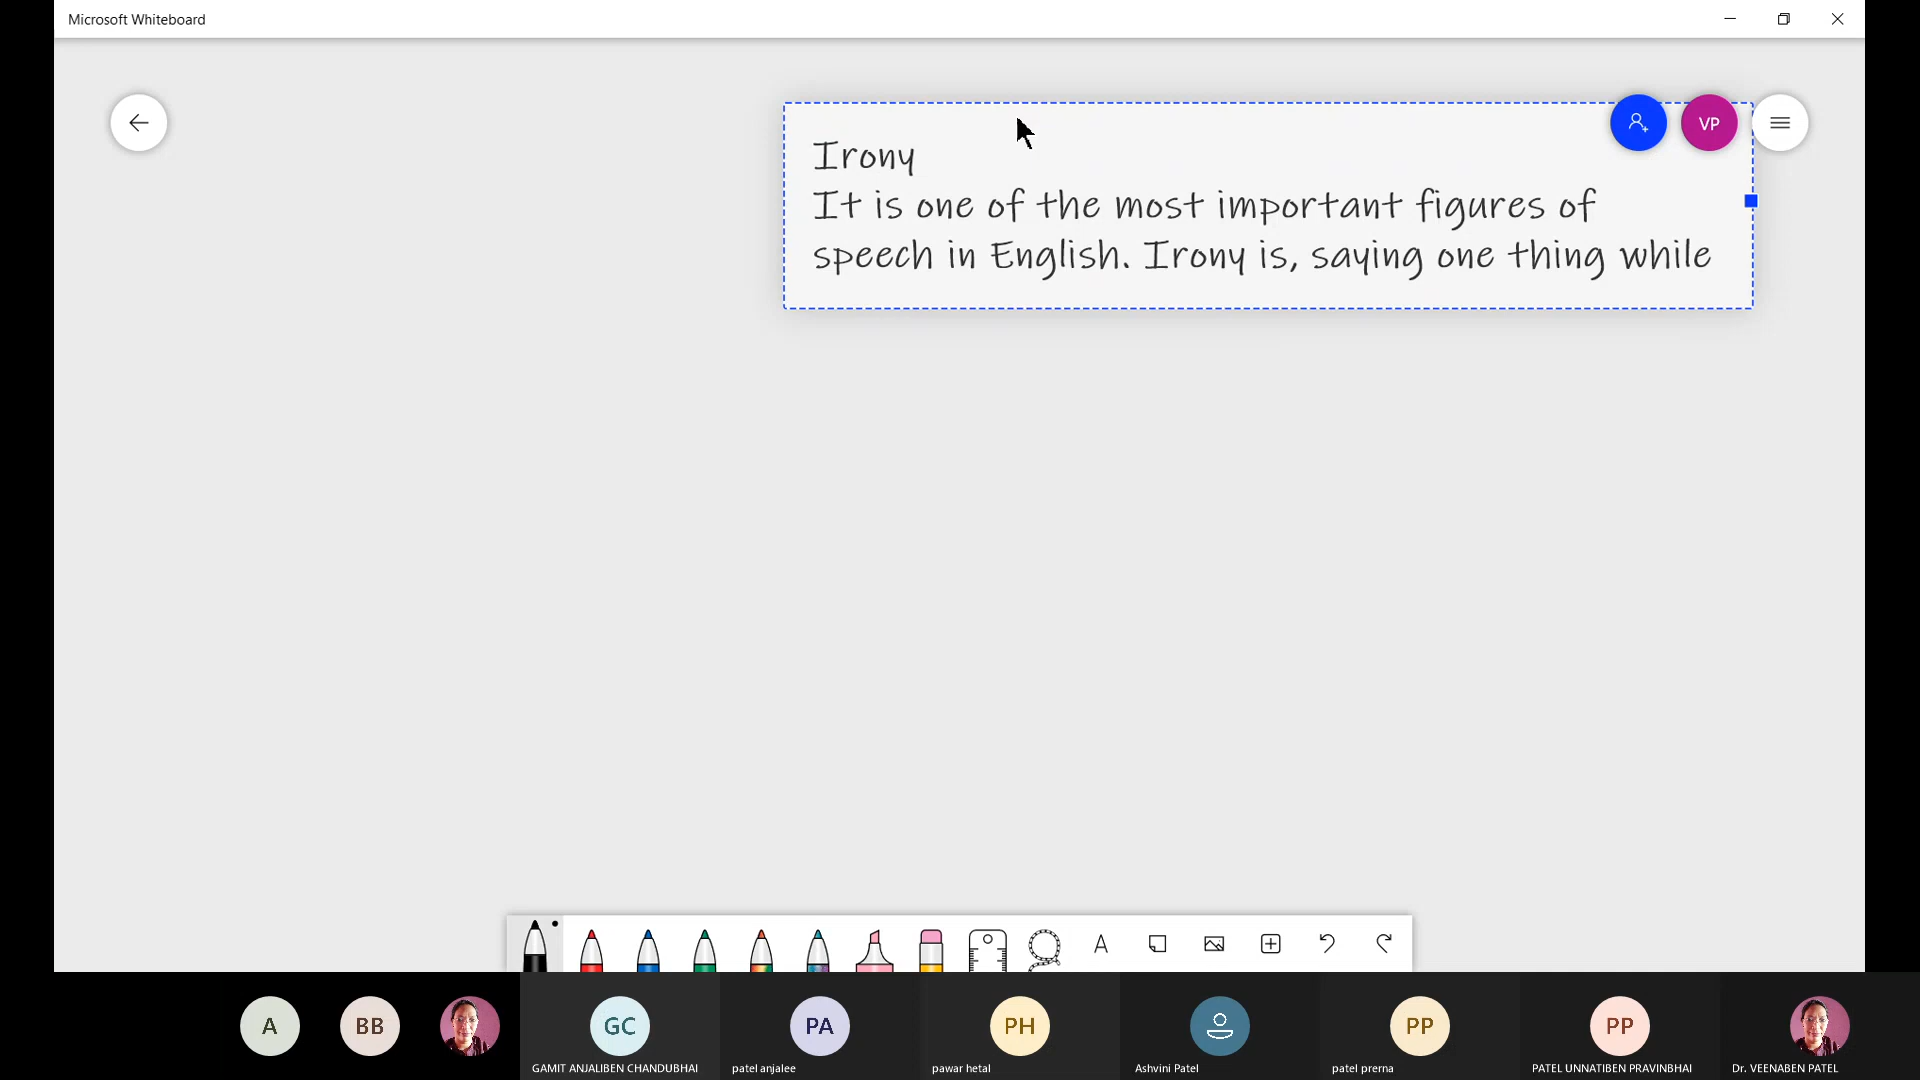 Microsoft Whiteboard
VP
Irony
It is one of the most important figures of
speech in English. Irony is, saying one thing while
A
A
BB
GC
PA
PH
PP
PP
GAMIT ANJALIBEN CHANDUBHAI
patel anjalee
pawar hetal
Ashvini Patel
patel prerna
PATEL UNNATIBEN PRAVINBHAI
Dr. VEENABEN PATEL